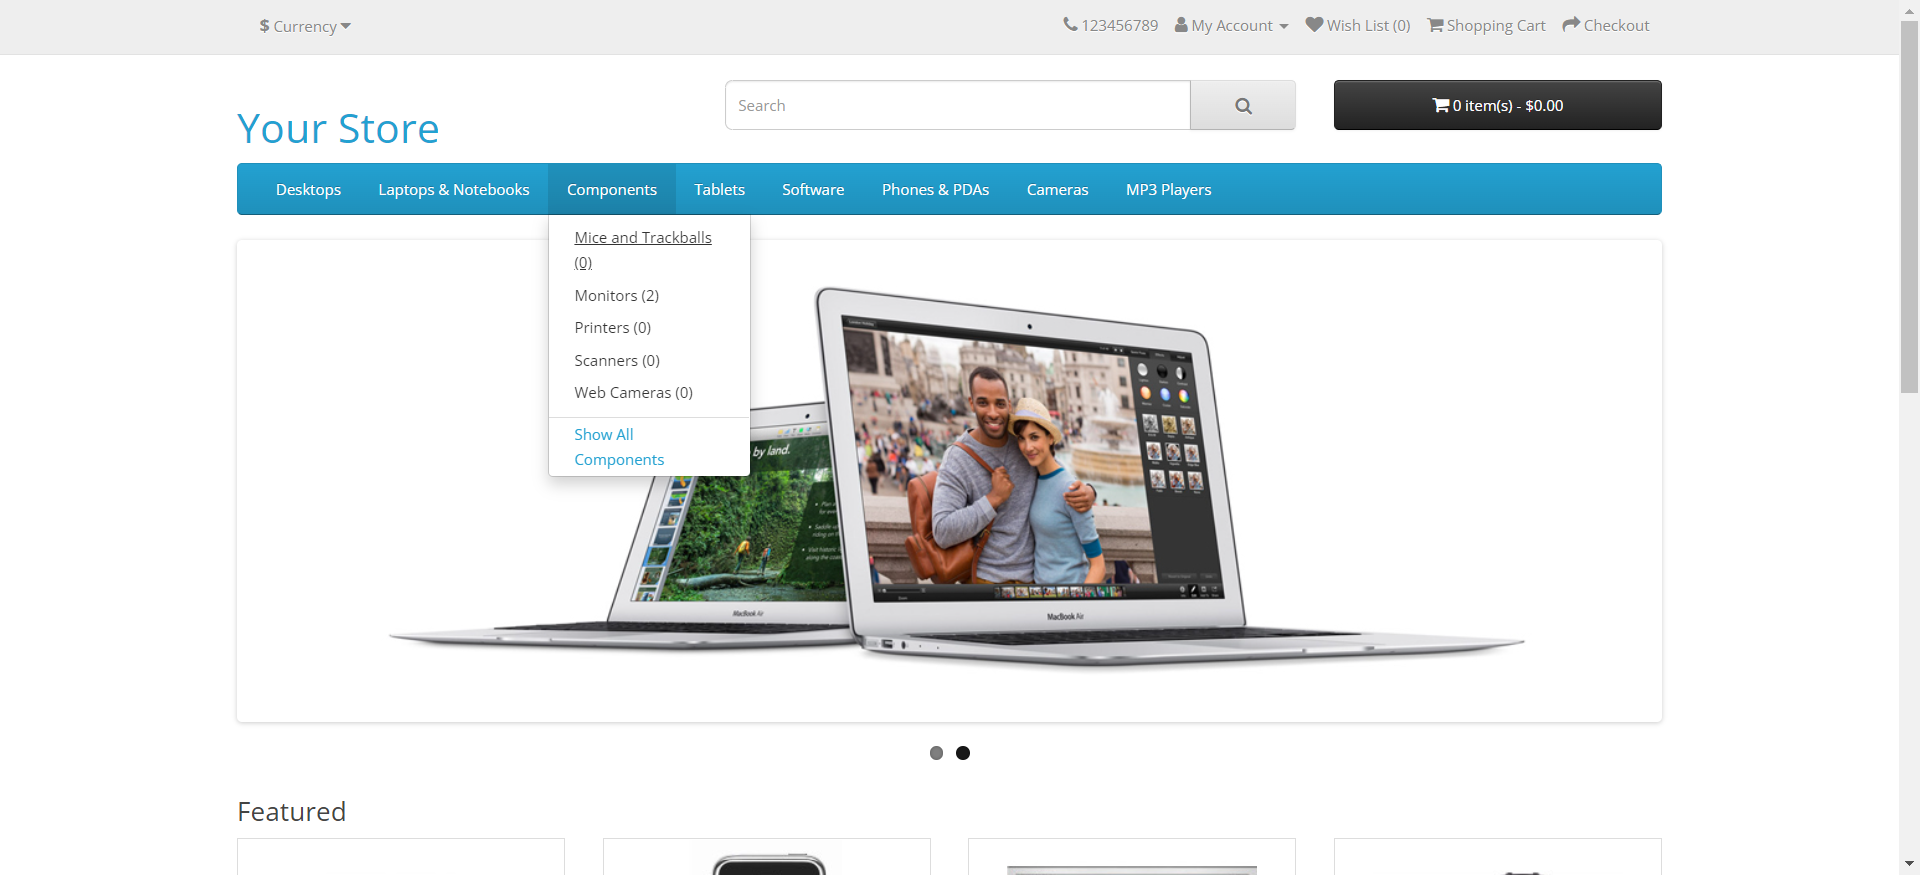 $ Currency
123456789 My Account Wish List (0) Shopping Cart Checkout
Search
0 item(s) - $0.00
Your Store
Desktops Laptops & Notebooks Components Tablets Software Phones & PDAs Cameras MP3 Players
Mice and Trackballs
(0)
Monitors (2)
Printers (0)
Scanners (0)
Web Cameras (0)
Show All
Components
by land.
MacBook Air
MacBook Air
Featured